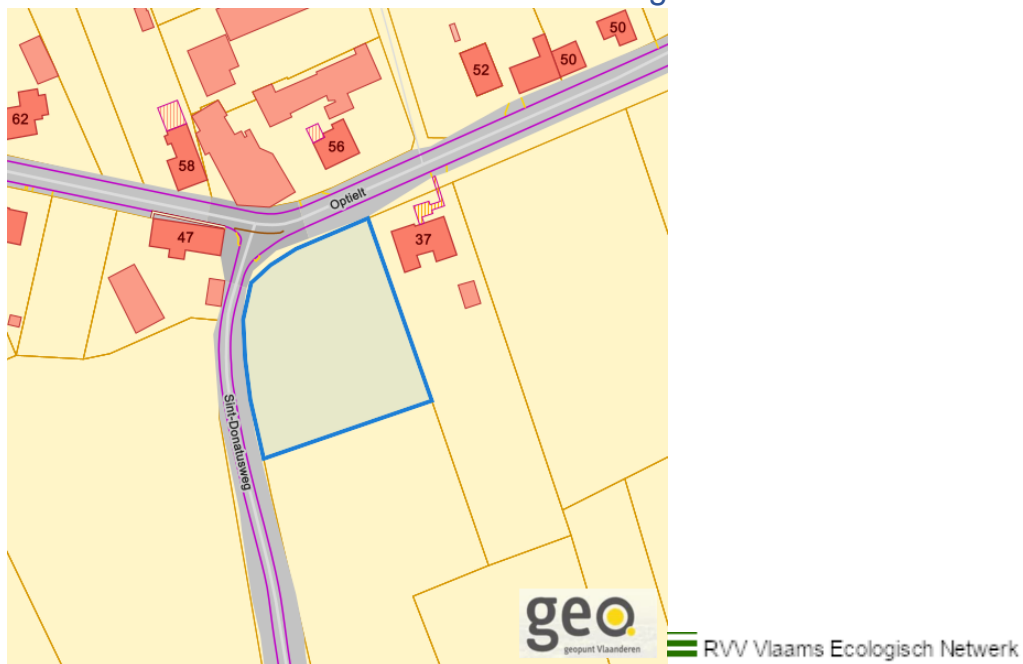 50
52
50
62
56
58
Optielt
47
37
Sint-Donatusweg
geo.
geopunt Vlaanderen
RVV Vlaams Ecologisch Netwerk